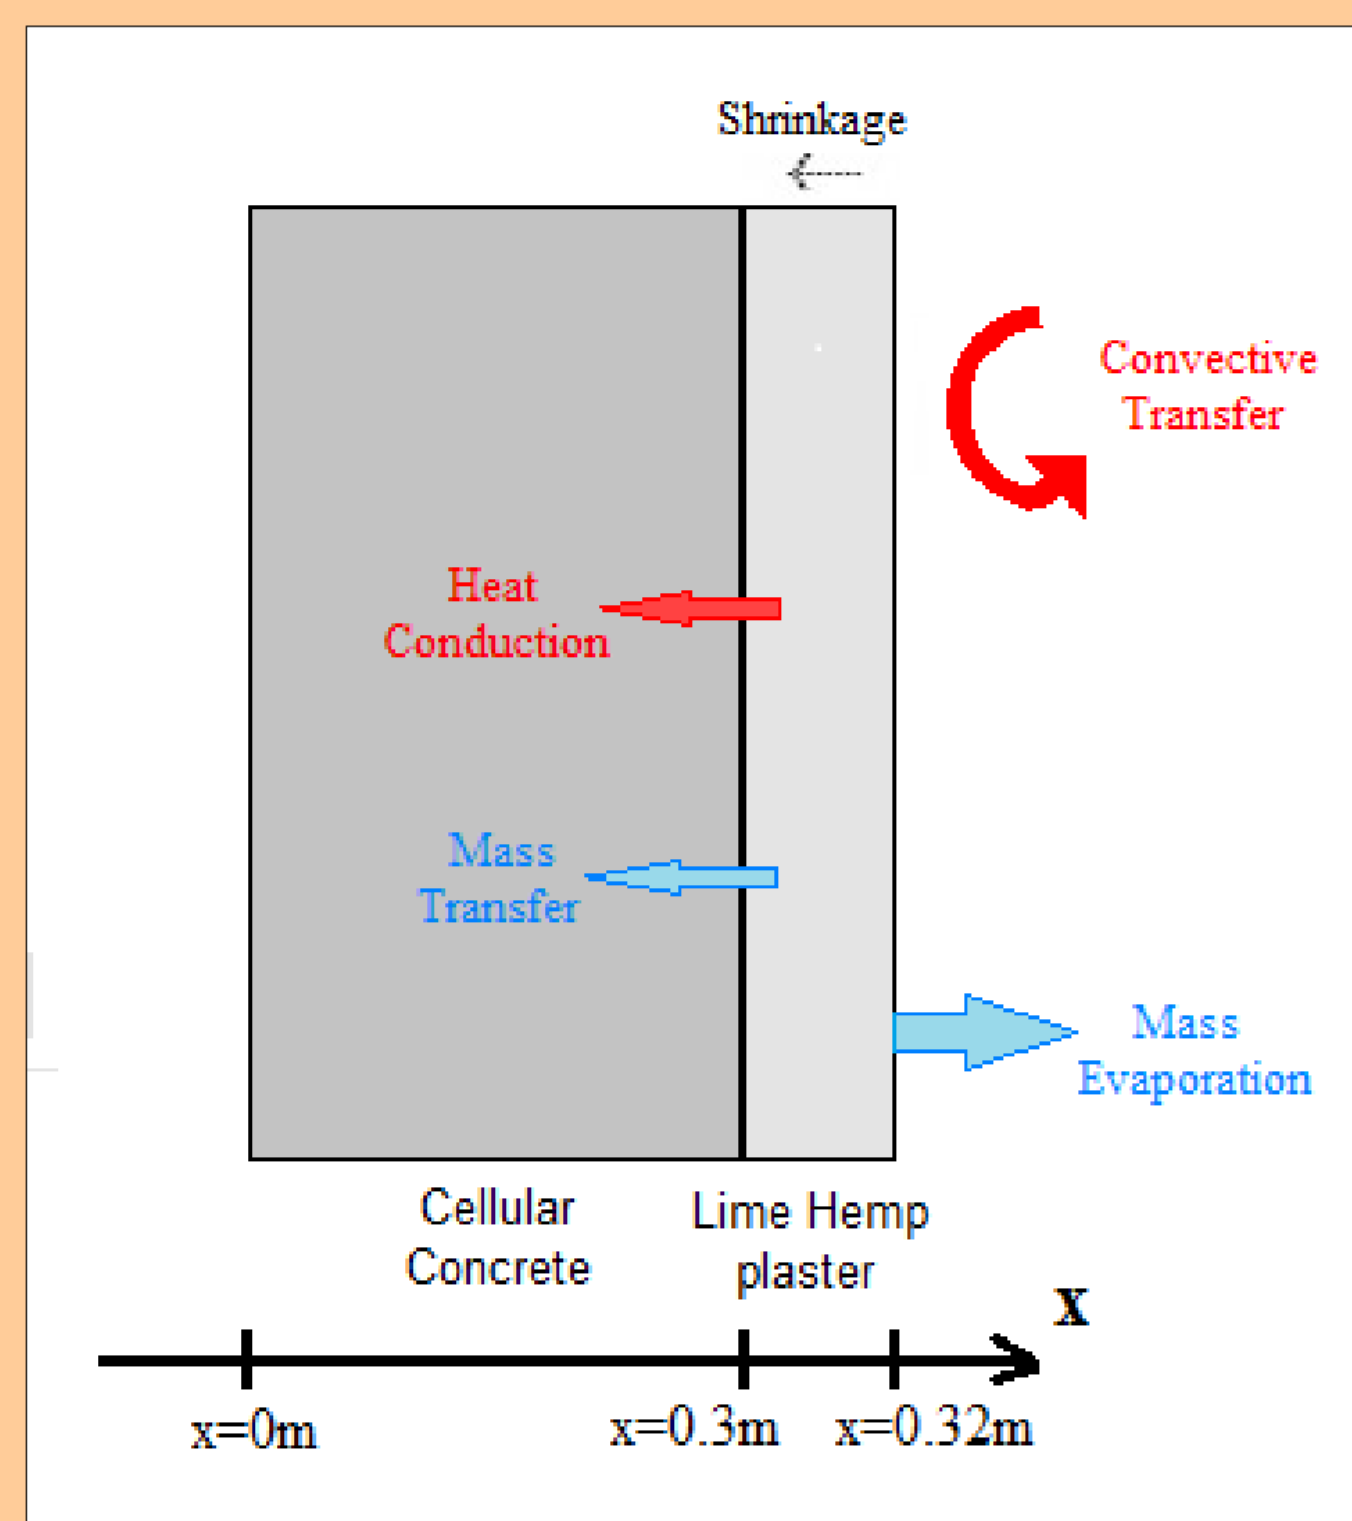 Shrinkage
Convective
Transfer
Heat
Conduction
Mass
Transfer
Mass
Evaporation
Cellular
Concrete
Lime Hemp
plaster
X
x=0m
x=0.3m
x=0.32m